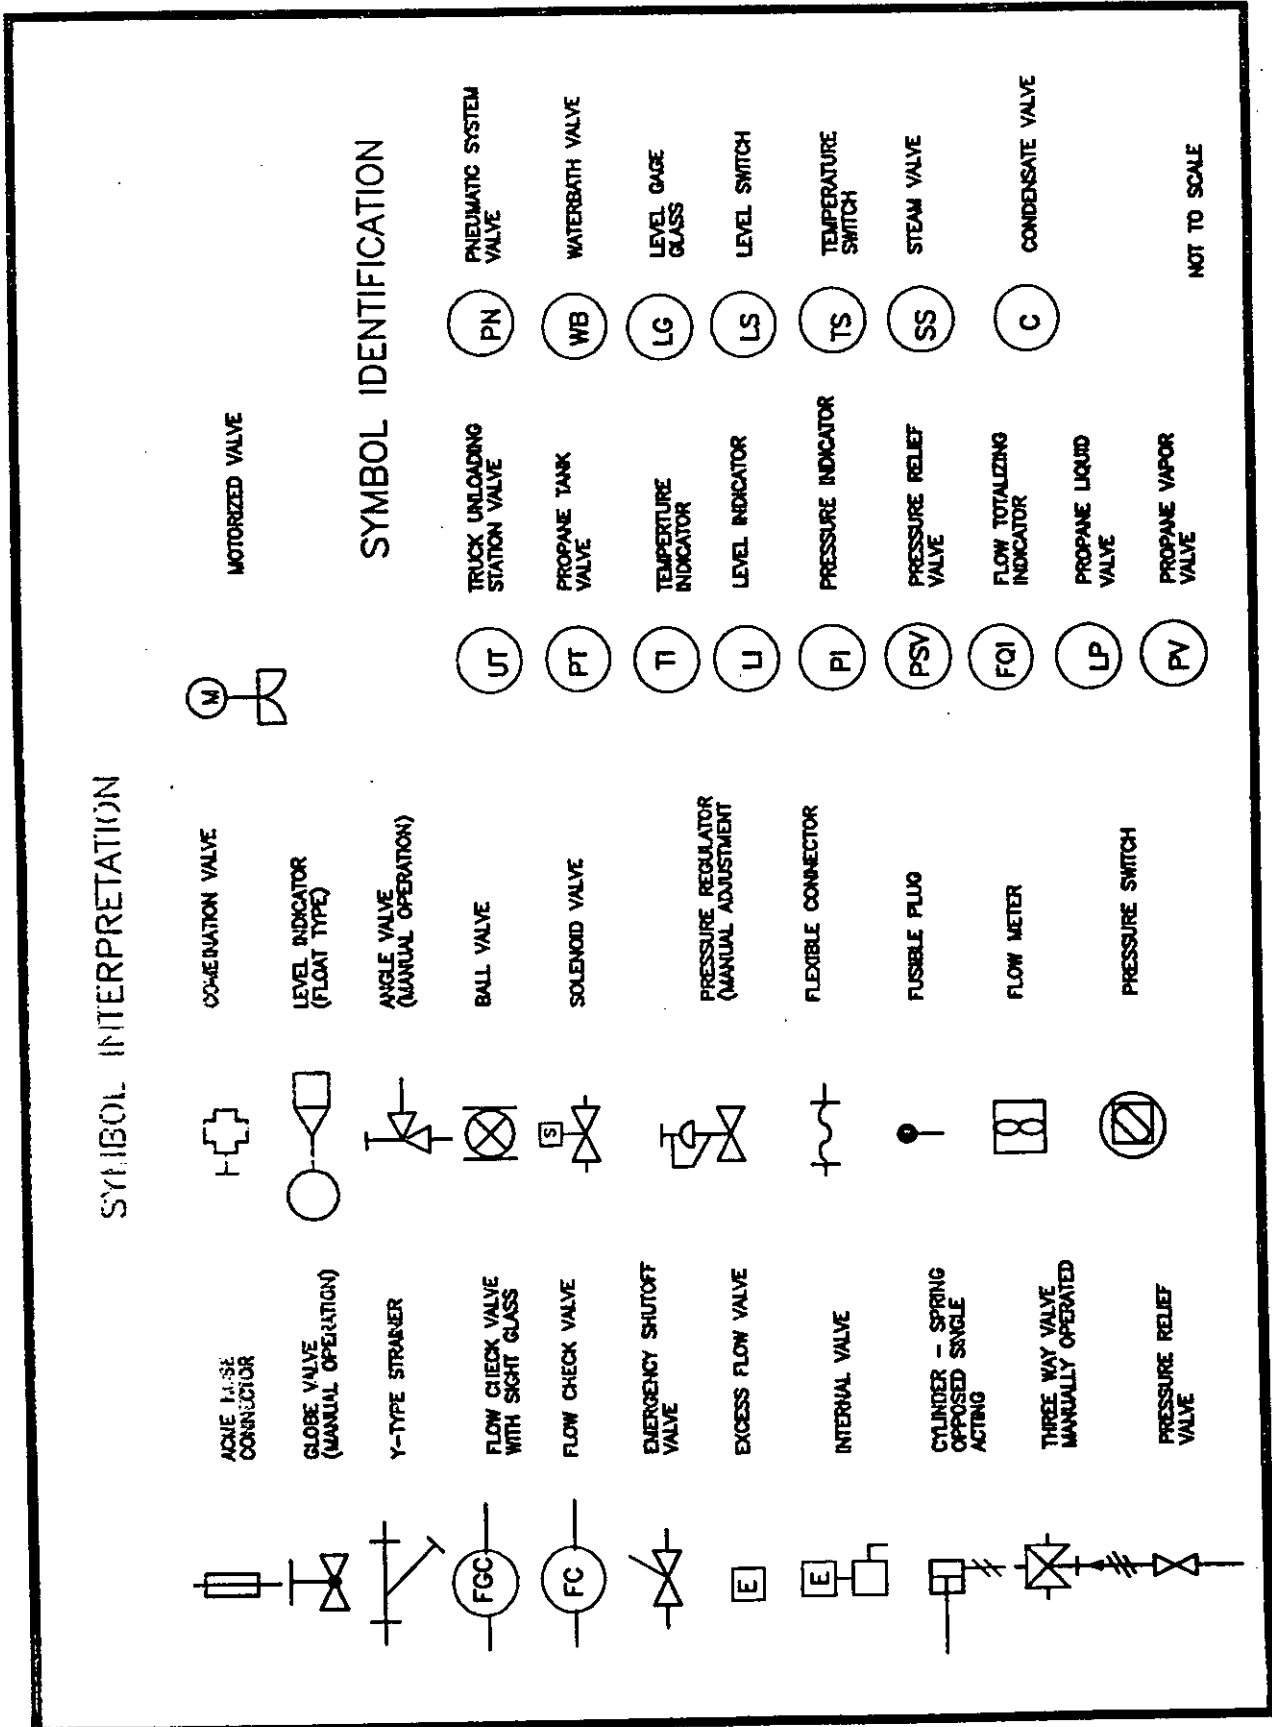 SYMBOL INTERPRETATION
ACME HOSE
CONNECTOR
GLOBE VALVE
(MANUAL OPERATION)
Y-TYPE STRAINER
FGC
FLOW CHECK VALVE
WITH SIGHT GLASS
FC
FLOW CHECK VALVE
EMERGENCY SHUTOFF
VALVE
E
EXCESS FLOW VALVE
E
INTERNAL VALVE
CYLINDER - SPRING
OPPOSED SINGLE
ACTING
THREE WAY VALVE
MANUALLY OPERATED
PRESSURE RELIEF
VALVE
COMBINATION VALVE
LEVEL INDICATOR
(FLOAT TYPE)
ANGLE VALVE
(MANUAL OPERATION)
BALL VALVE
S
SOLENOID VALVE
PRESSURE REGULATOR
(MANUAL ADJUSTMENT
FLEXIBLE CONNECTOR
FUSIBLE PLUG
FLOW METER
PRESSURE SWITCH
M
MOTORIZED VALVE
SYMBOL IDENTIFICATION
UT
TRUCK UNLOADING
STATION VALVE
PT
PROPANE TANK
VALVE
TI
TEMPERTURE
INDICATOR
LI
LEVEL INDICATOR
PI
PRESSURE INDICATOR
PSV
PRESSURE RELIEF
VALVE
FQI
FLOW TOTALIZING
INDICATOR
LP
PROPANE LIQUID
VALVE
PV
PROPANE VAPOR
VALVE
PN
PNEUMATIC SYSTEM
VALVE
WB
WATERBATH VALVE
LG
LEVEL GAGE
GLASS
LS
LEVEL SWITCH
TS
TEMPERATURE
SWITCH
SS
STEAM VALVE
C
CONDENSATE VALVE
NOT TO SCALE